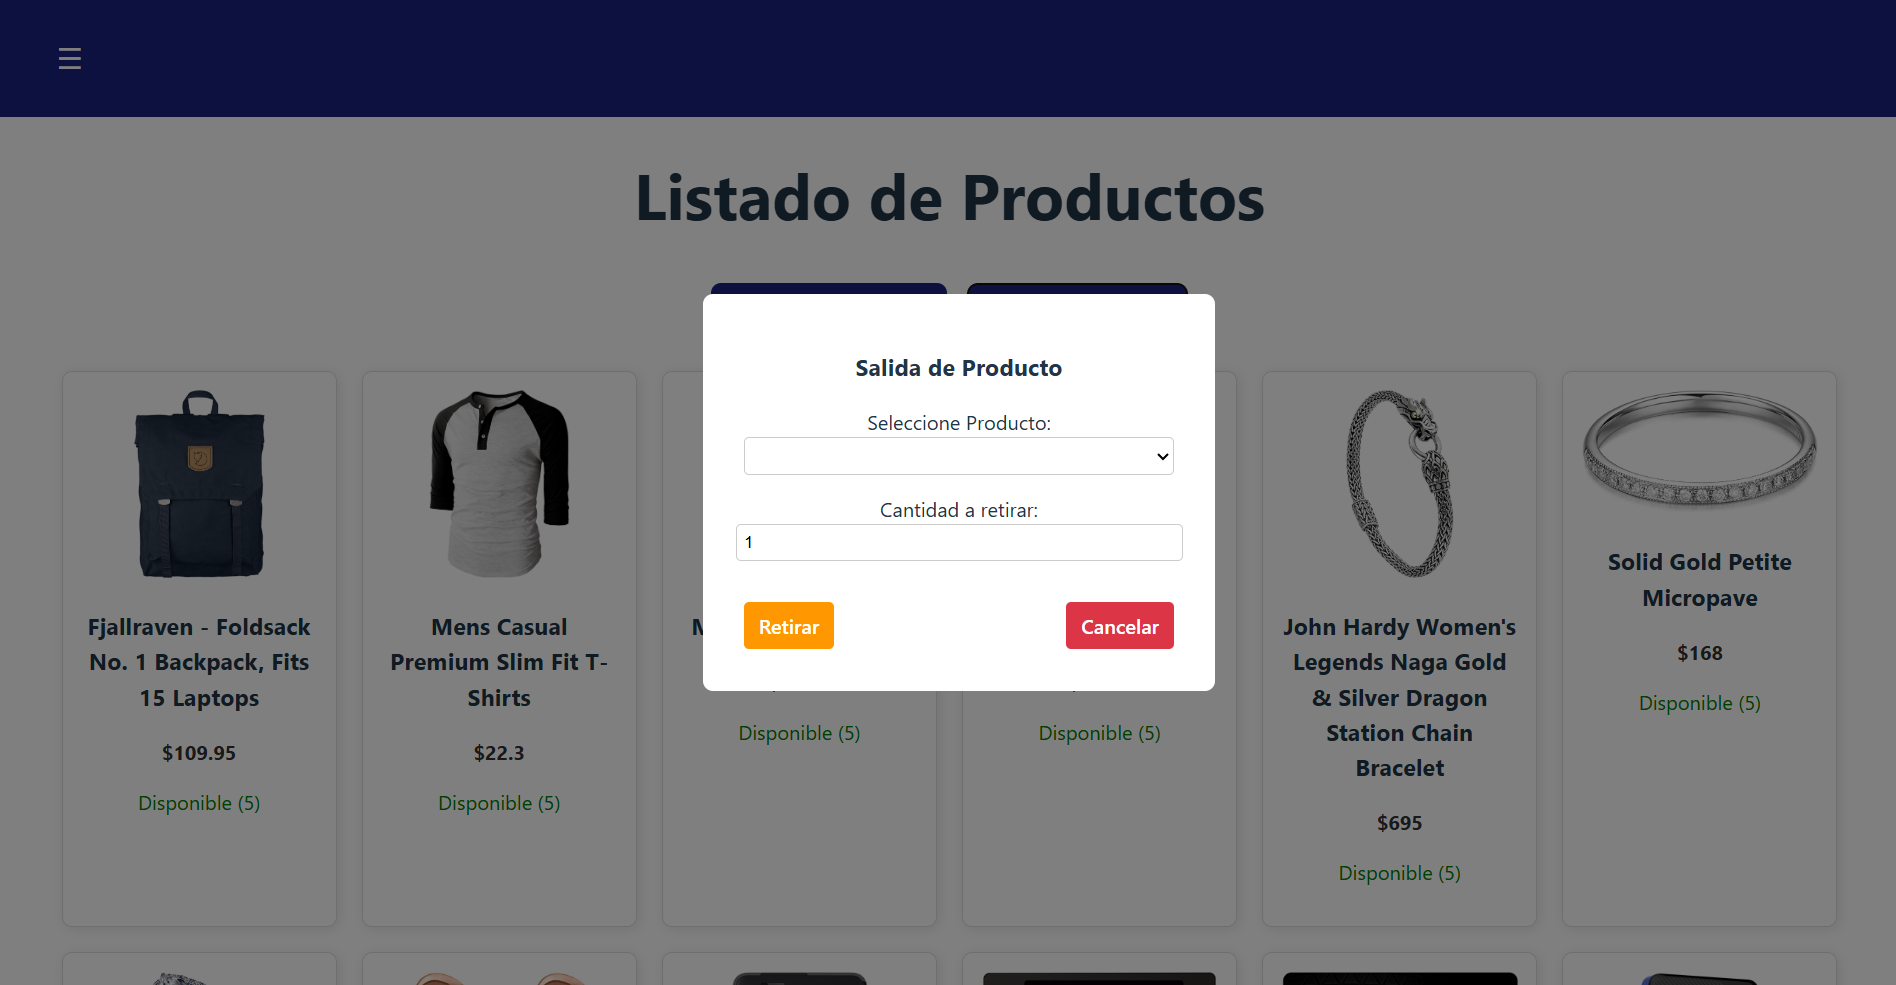 ☰
Listado de Productos
Salida de Producto
Seleccione Producto:
Cantidad a retirar:
1
Retirar
Cancelar
Fjallraven - Foldsack
No. 1 Backpack, Fits
15 Laptops
$109.95
Disponible (5)
Mens Casual
Premium Slim Fit T-
Shirts
$22.3
Disponible (5)
Disponible (5)
Disponible (5)
John Hardy Women's
Legends Naga Gold
& Silver Dragon
Station Chain
Bracelet
$695
Disponible (5)
Solid Gold Petite
Micropave
$168
Disponible (5)